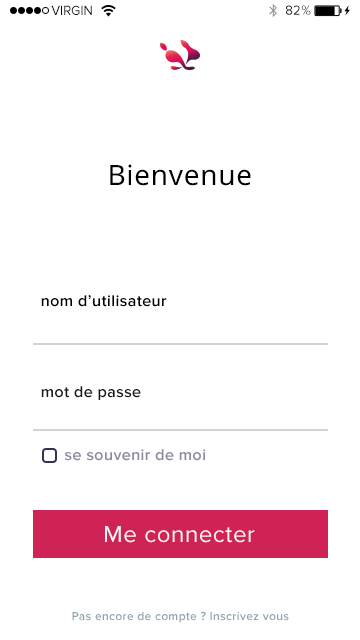 VIRGIN 82%
Bienvenue
nom d’utilisateur
mot de passe
se souvenir de moi
Me connecter
Pas encore de compte ? Inscrivez vous